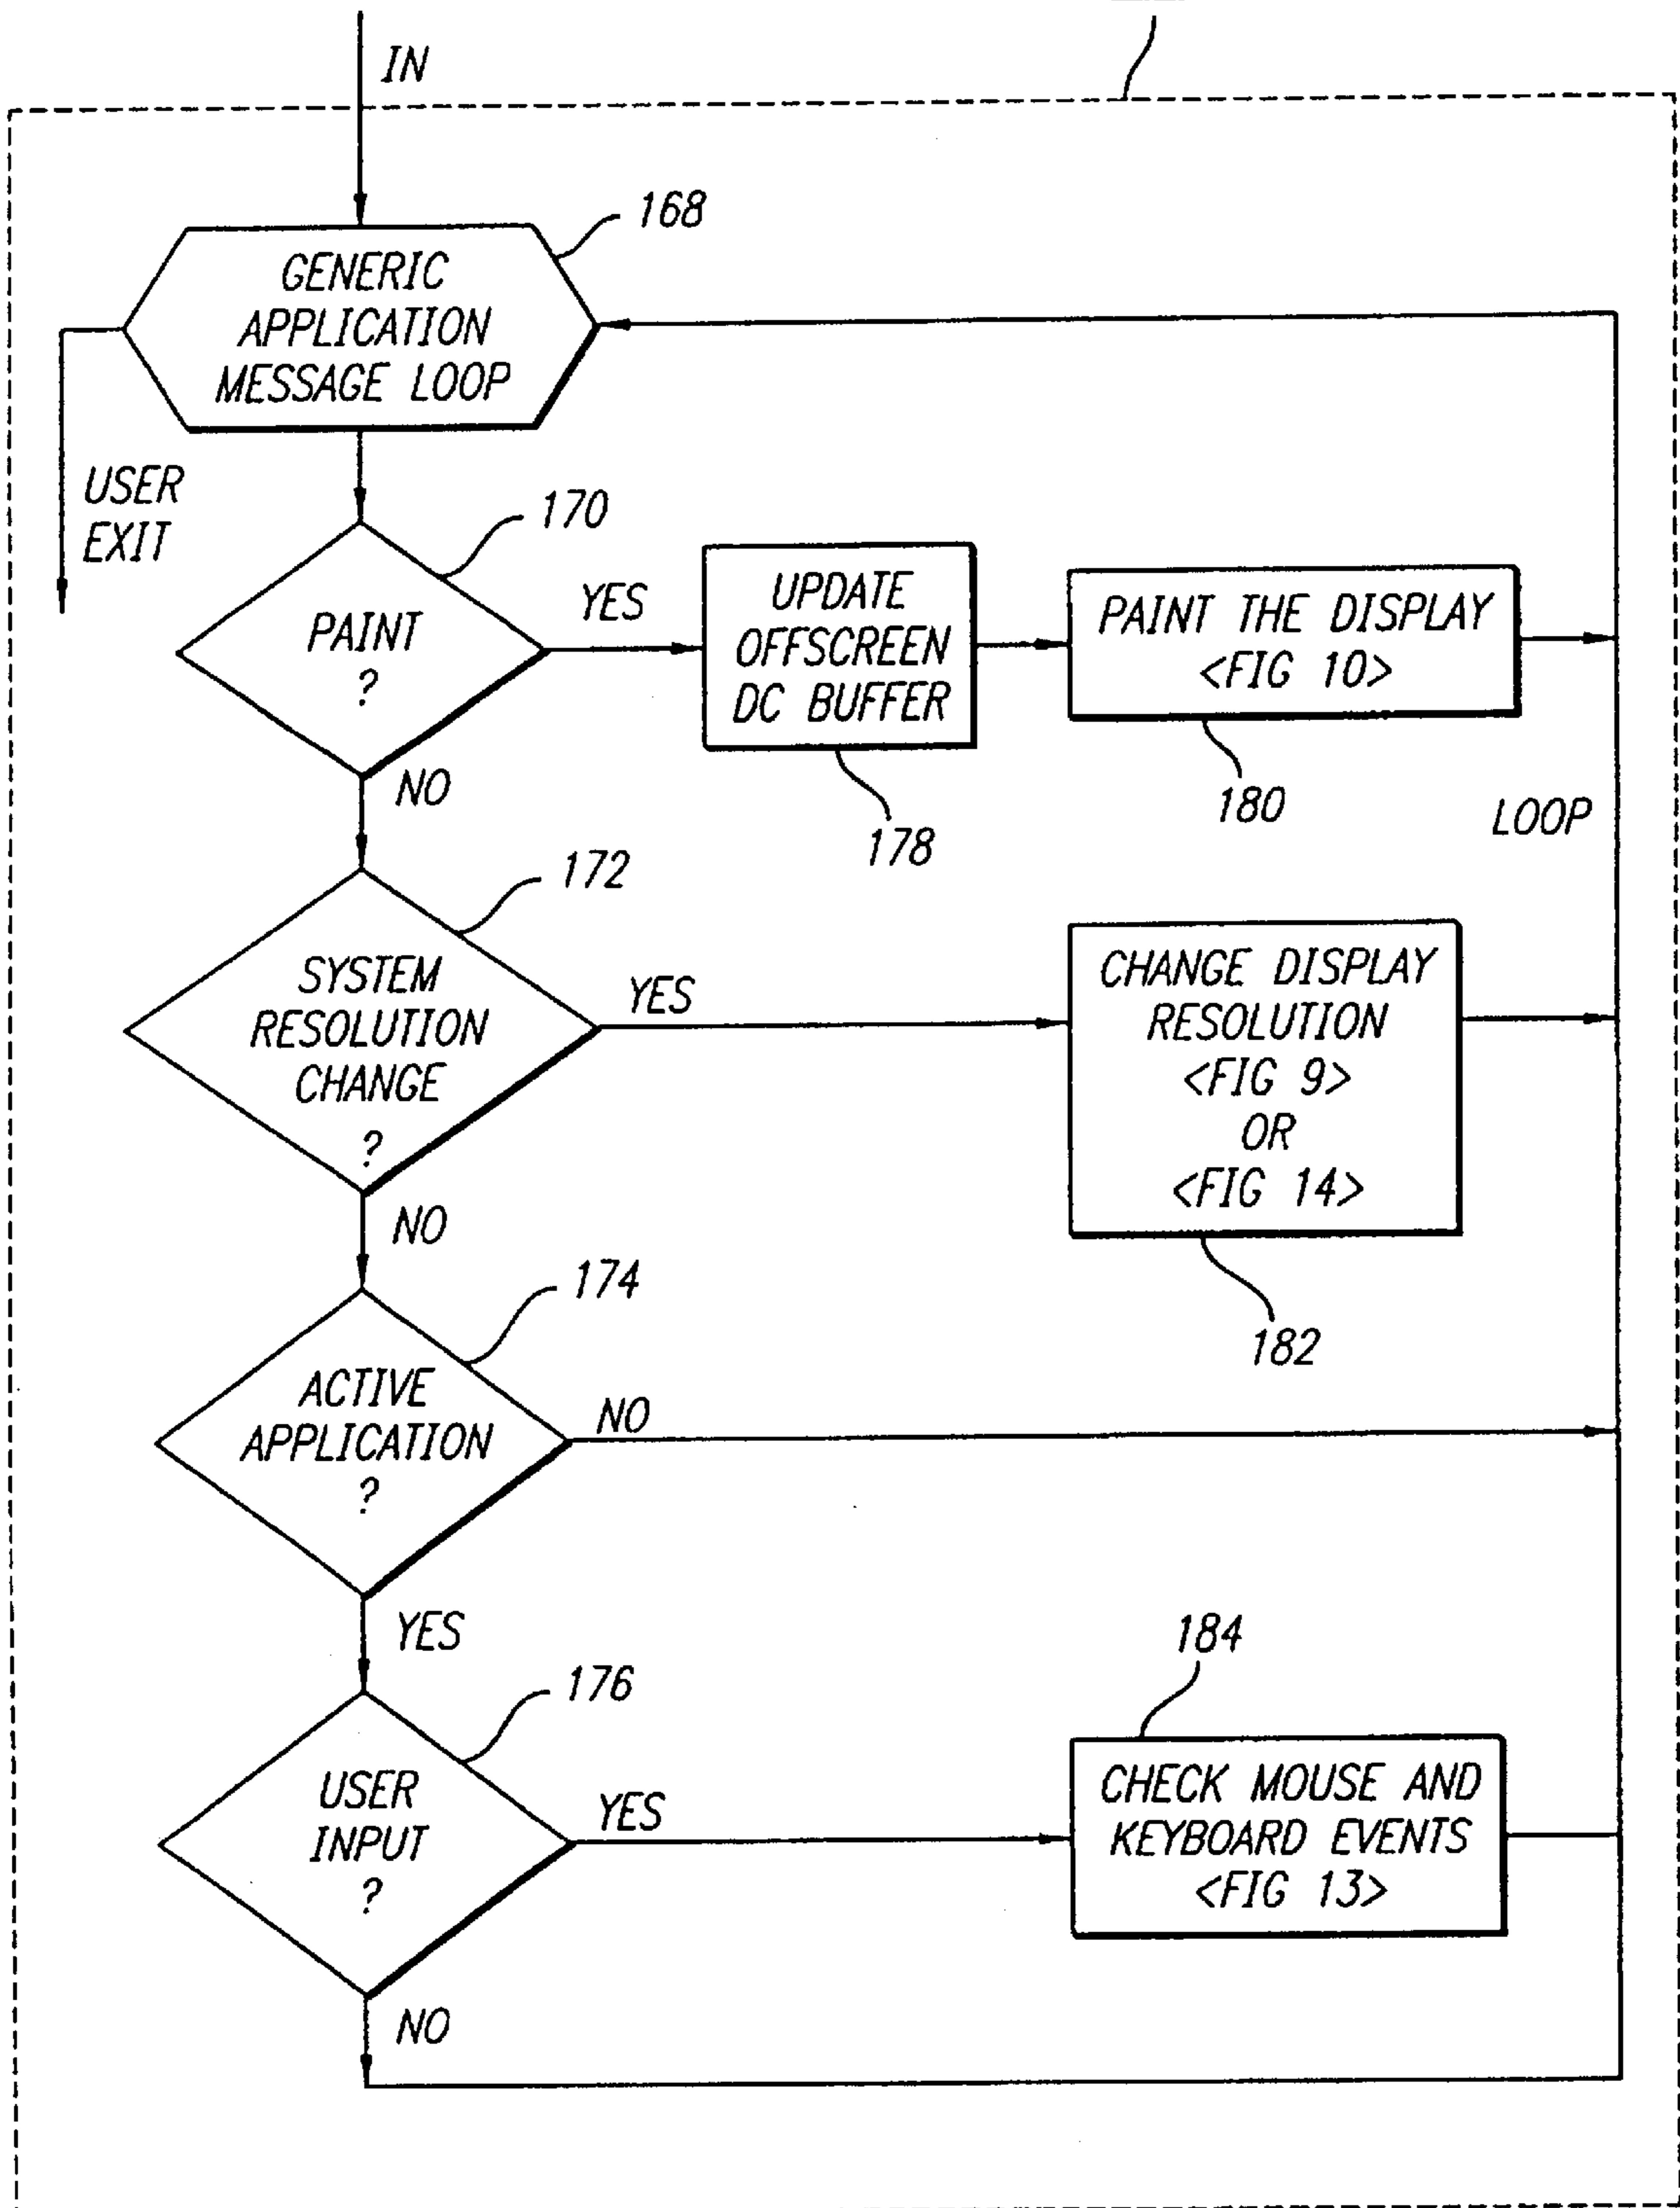 IN
168
GENERIC
APPLICATION
MESSAGE LOOP
USER
EXIT
170
PAINT
?
YES
UPDATE
OFFSCREEN
DC BUFFER
178
PAINT THE DISPLAY
<FIG 10>
180
LOOP
NO
172
SYSTEM
RESOLUTION
CHANGE
?
YES
CHANGE DISPLAY
RESOLUTION
<FIG 9>
OR
<FIG 14>
182
NO
174
ACTIVE
APPLICATION
?
NO
YES
176
USER
INPUT
?
YES
184
CHECK MOUSE AND
KEYBOARD EVENTS
<FIG 13>
NO